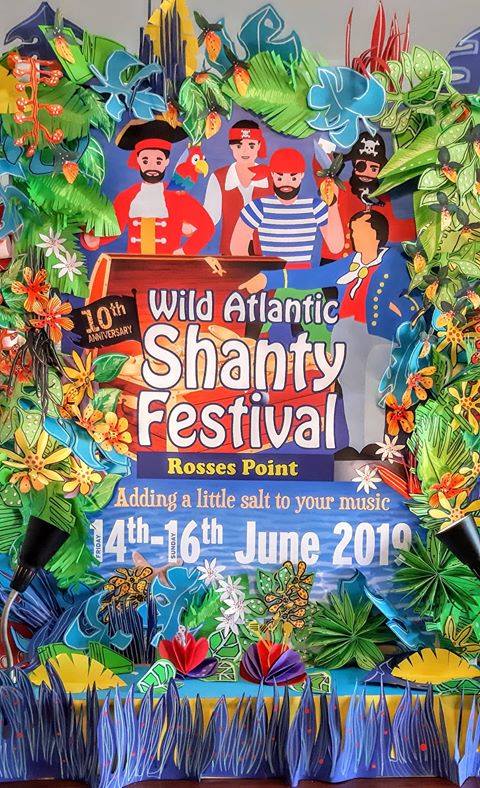 10th
ANNIVERSARY
Wild Atlantic
Shanty
Festival
Rosses Point
Adding a little salt to your music
FRIDAY 14th-SUNDAY 16th June 2019